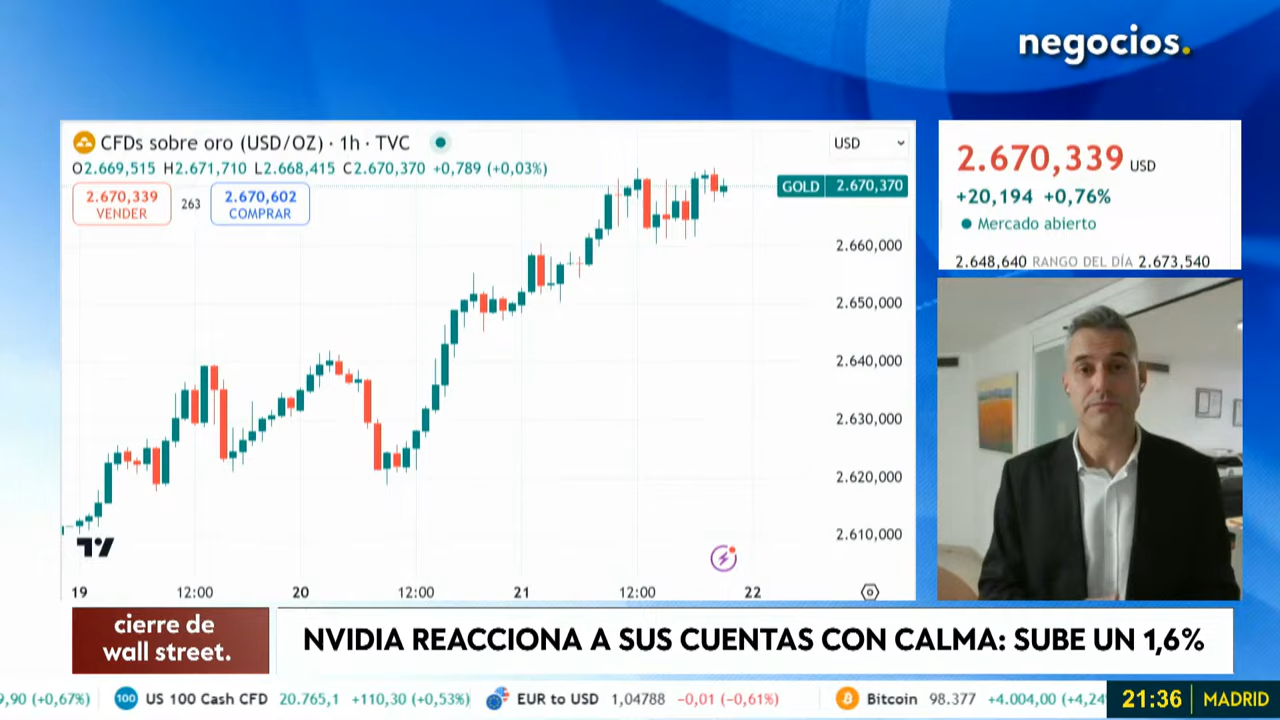 negocios.
CFDs sobre oro (USD/OZ) · 1h · TVC
USD
O2.669,515 H2.671,710 L2.668,415 C2.670,370 +0,789 (+0,03%)
2.670,339
VENDER
263
2.670,602
COMPRAR
GOLD 2.670,370
2.660,000
2.650,000
2.640,000
2.630,000
2.620,000
2.610,000
19 12:00 20 12:00 21 12:00 22
2.670,339 USD
+20,194 +0,76%
Mercado abierto
2.648,640 RANGO DEL DÍA 2.673,540
cierre de
wall street.
NVIDIA REACCIONA A SUS CUENTAS CON CALMA: SUBE UN 1,6%
9,90 (+0,67%) 100 US 100 Cash CFD 20.765,1 +110,30 (+0,53%) EUR to USD 1,04788 −0,01 (−0,61%) Bitcoin 98.377 +4.004,00 (+4,24 21:36 MADRID